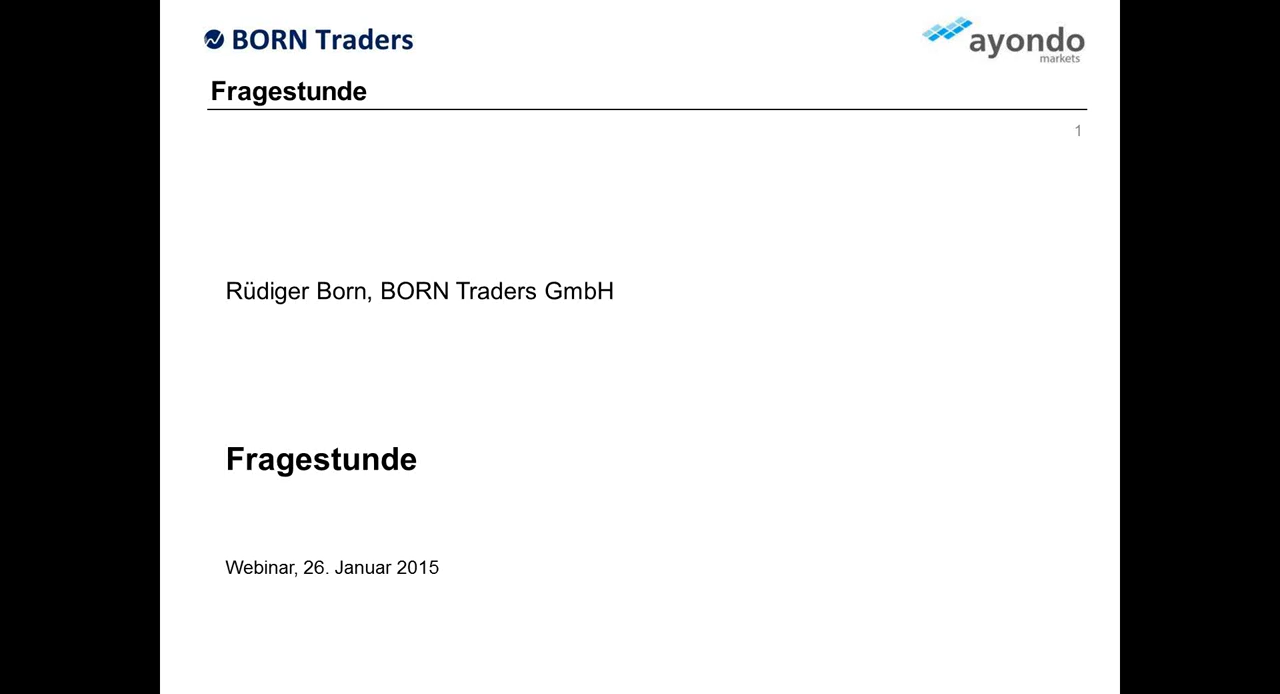 BORN Traders
ayondo
markets
Fragestunde
1
Rüdiger Born, BORN Traders GmbH
Fragestunde
Webinar, 26. Januar 2015